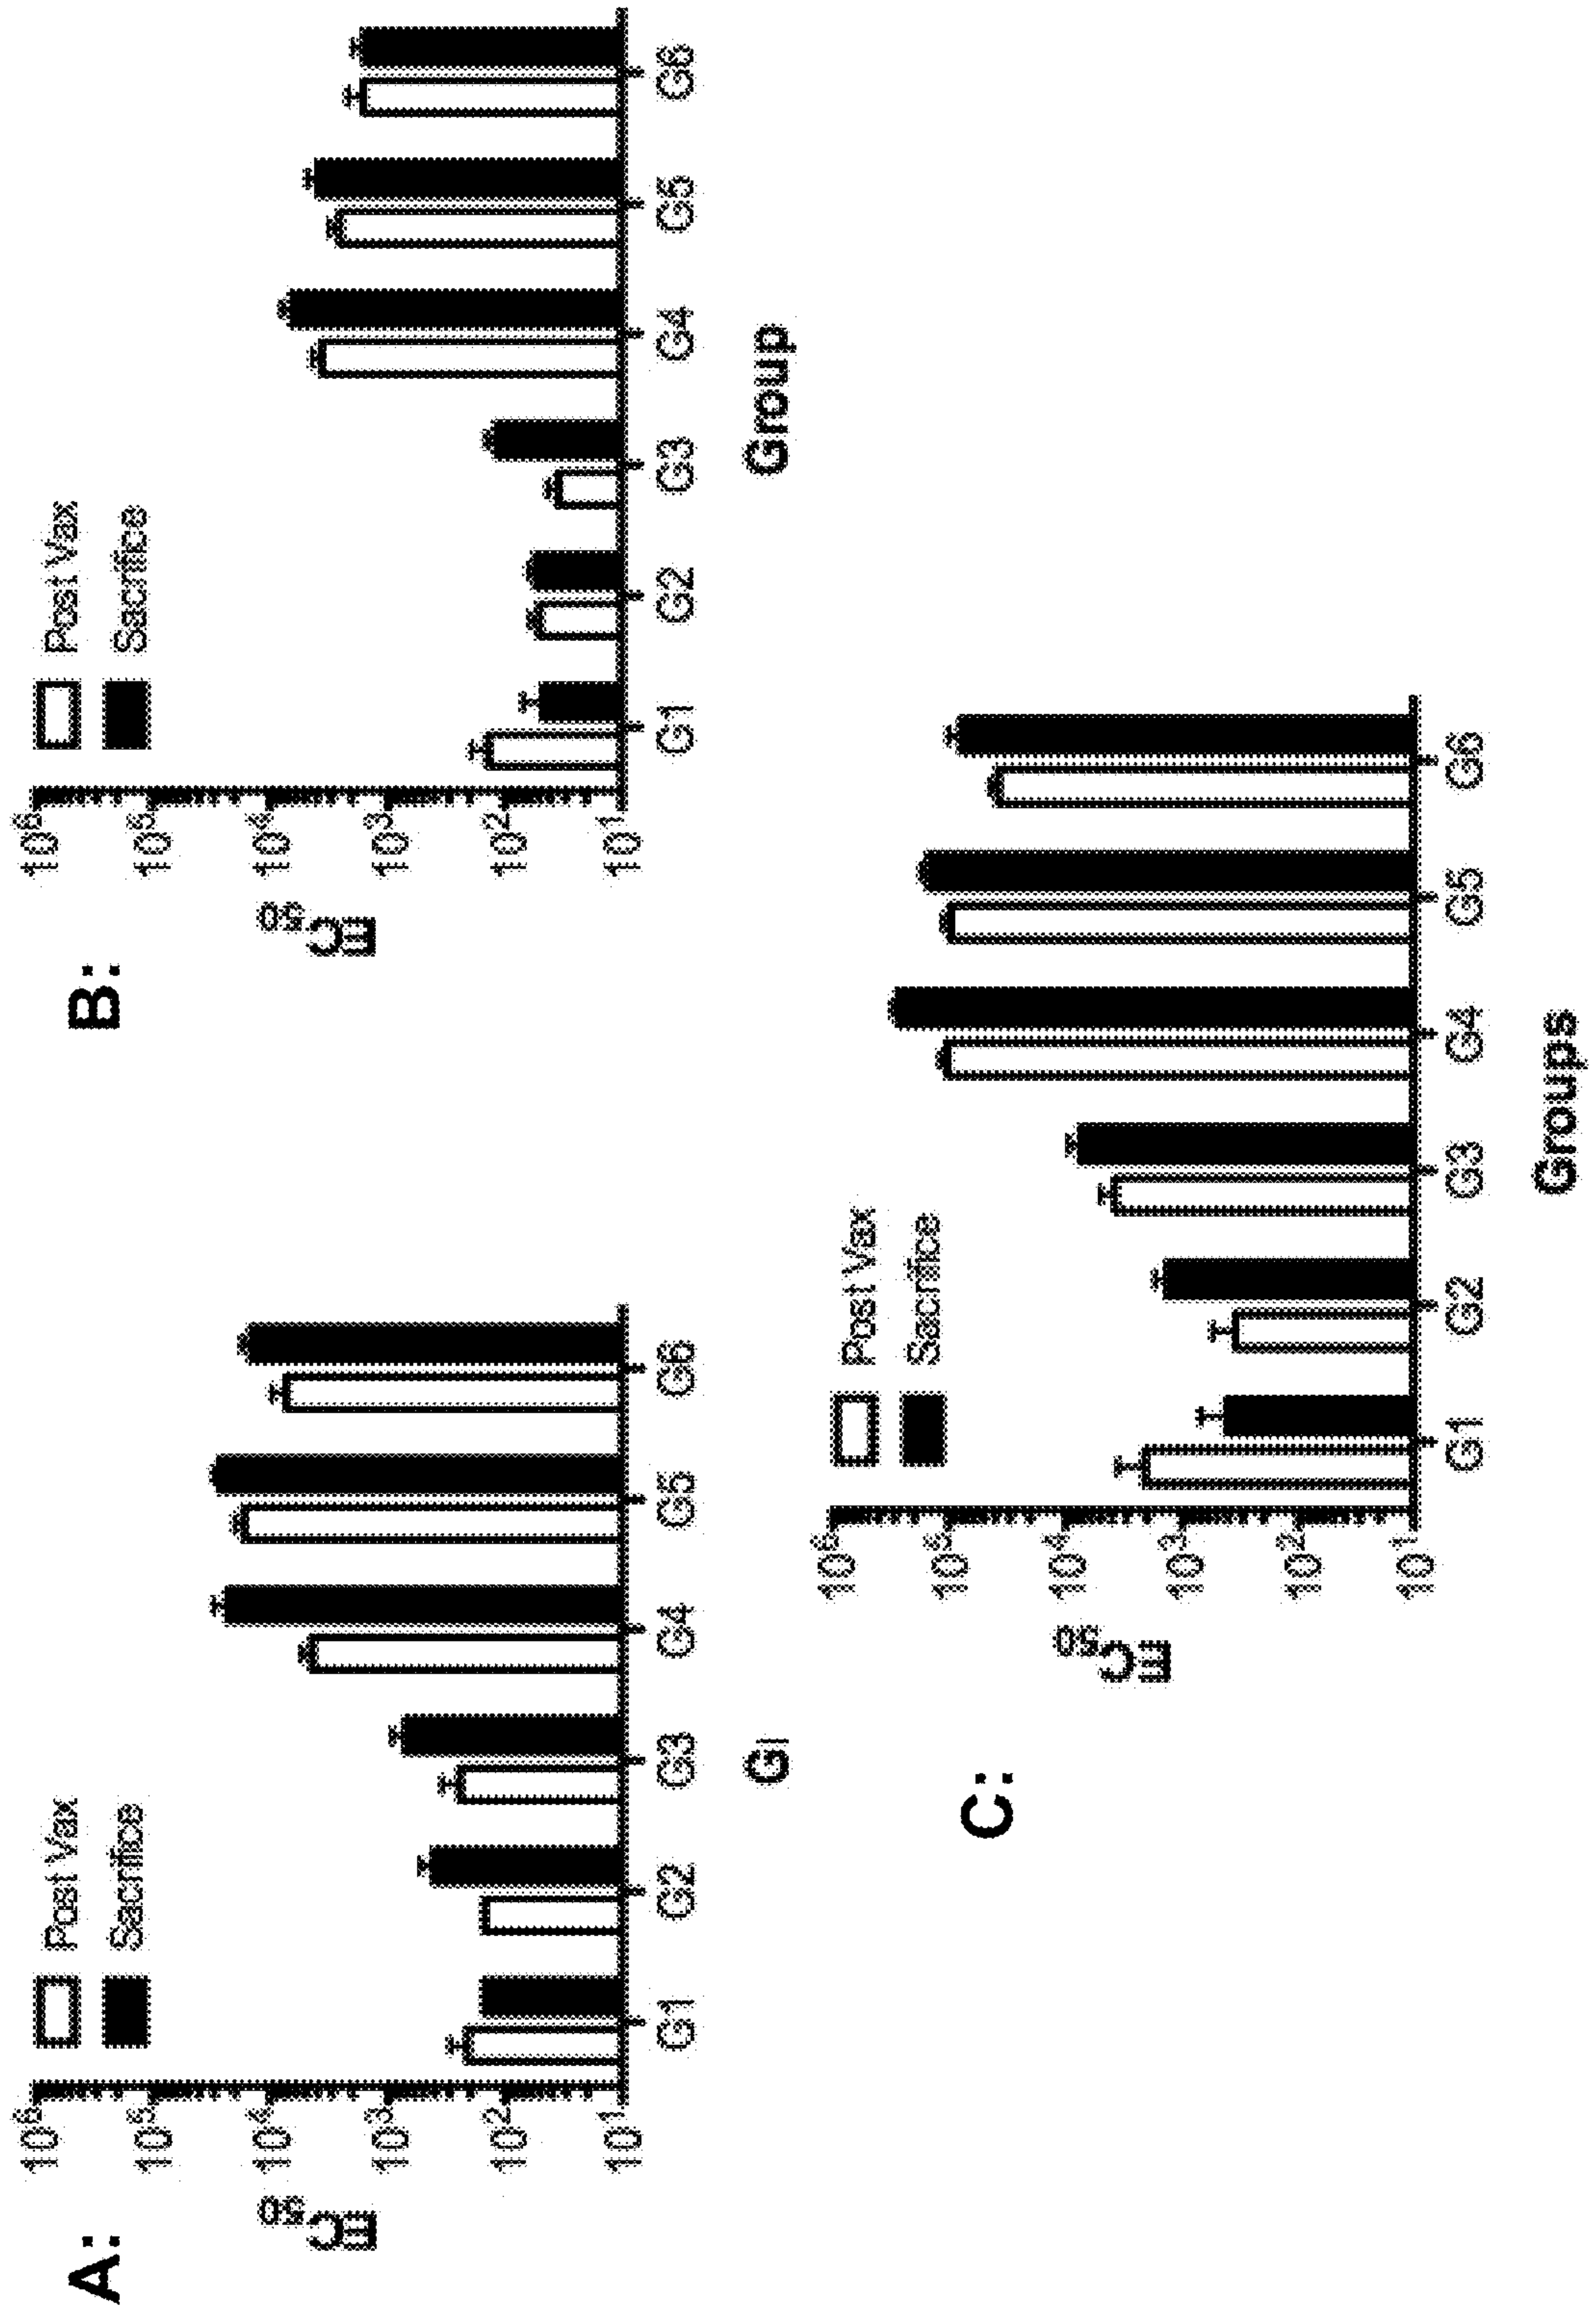 A:
EC50
10^6
10^5
10^4
10^3
10^2
10^1
Post Vax
Sacrifice
G1 G2 G3 G4 G5 G6
G
B:
EC50
10^6
10^5
10^4
10^3
10^2
10^1
Post Vax
Sacrifice
G1 G2 G3 G4 G5 G6
Group
C:
EC50
10^6
10^5
10^4
10^3
10^2
10^1
Post Vax
Sacrifice
G1 G2 G3 G4 G5 G6
Groups